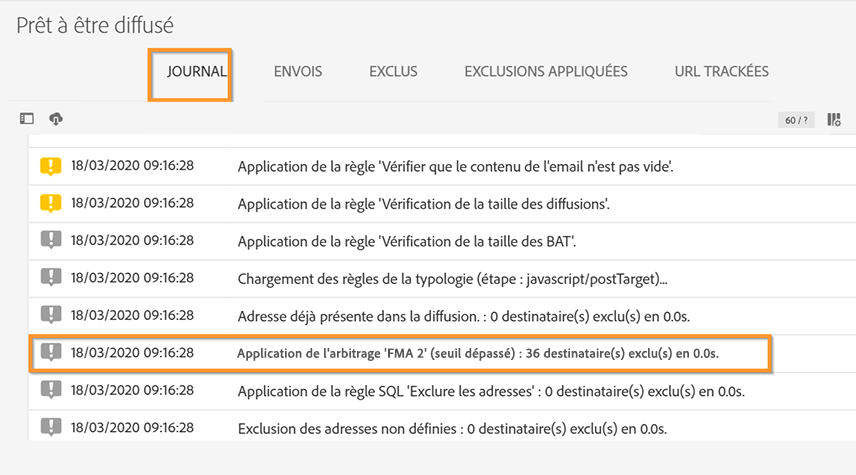 Prêt à être diffusé
JOURNAL ENVOIS EXCLUS EXCLUSIONS APPLIQUÉES URL TRACKÉES
60 / ?
18/03/2020 09:16:28 Application de la règle 'Vérifier que le contenu de l'email n'est pas vide'.
18/03/2020 09:16:28 Application de la règle 'Vérification de la taille des diffusions'.
18/03/2020 09:16:28 Application de la règle 'Vérification de la taille des BAT'.
18/03/2020 09:16:28 Chargement des règles de la typologie (étape : javascript/postTarget)...
18/03/2020 09:16:28 Adresse déjà présente dans la diffusion. : 0 destinataire(s) exclu(s) en 0.0s.
18/03/2020 09:16:28 Application de l'arbitrage 'FMA 2' (seuil dépassé) : 36 destinataire(s) exclu(s) en 0.0s.
18/03/2020 09:16:28 Application de la règle SQL 'Exclure les adresses' : 0 destinataire(s) exclu(s) en 0.0s.
18/03/2020 09:16:28 Exclusion des adresses non définies : 0 destinataire(s) exclu(s) en 0.0s.